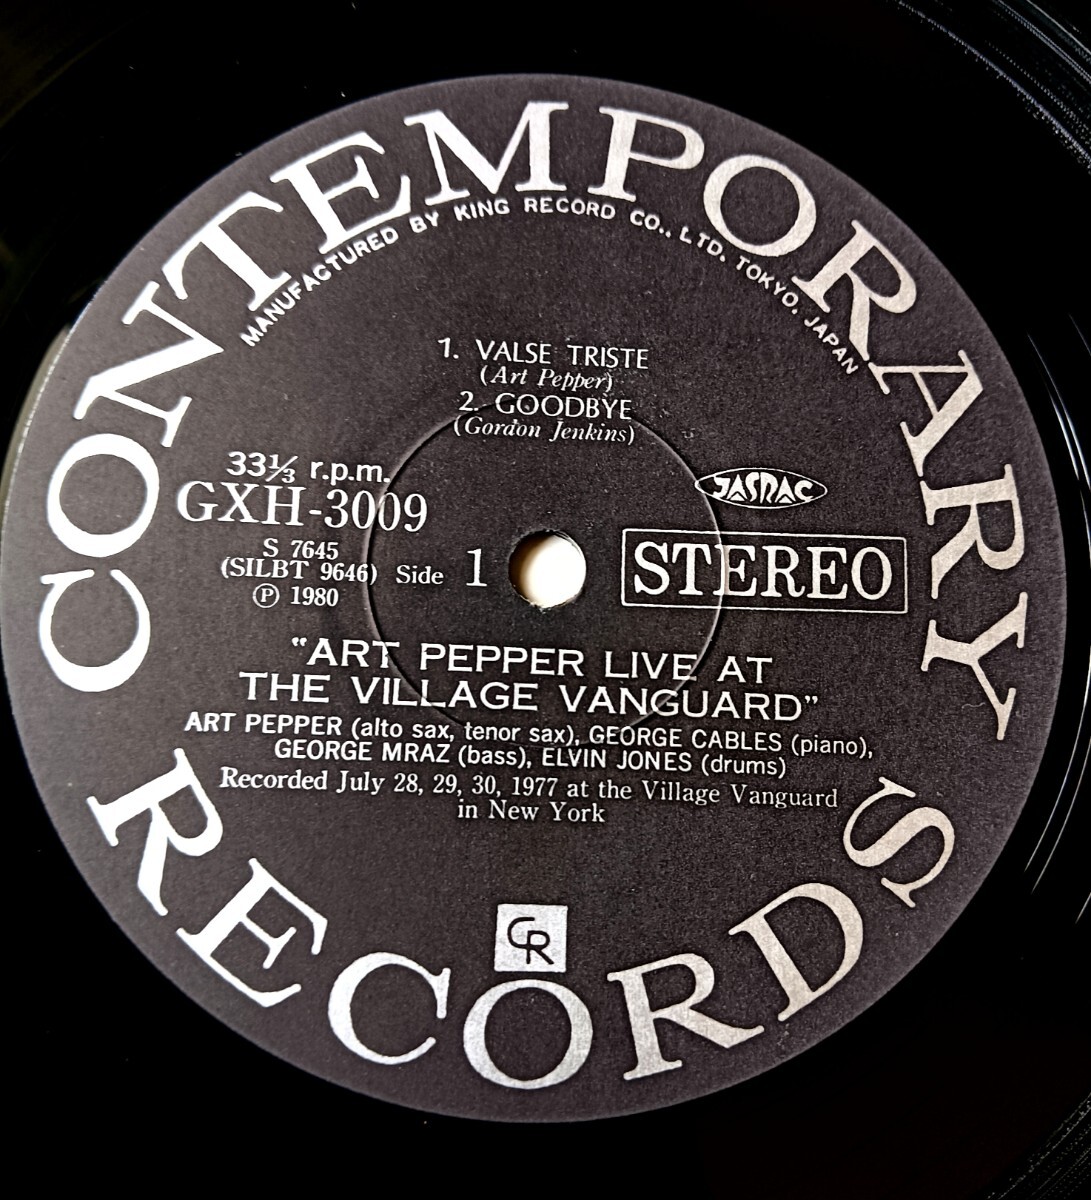 CONTEMPORARY
MANUFACTURED BY KING RECORD CO., LTD. TOKYO, JAPAN
1. VALSE TRISTE
(Art Pepper)
2. GOODBYE
(Gordon Jenkins)
33⅓ r.p.m.
GXH-3009
S 7645
(SILBT 9646)
Ⓟ 1980
Side 1
JASRAC
STEREO
"ART PEPPER LIVE AT
THE VILLAGE VANGUARD"
ART PEPPER (alto sax, tenor sax), GEORGE CABLES (piano),
GEORGE MRAZ (bass), ELVIN JONES (drums)
Recorded July 28, 29, 30, 1977 at the Village Vanguard
in New York
CR
RECORDS